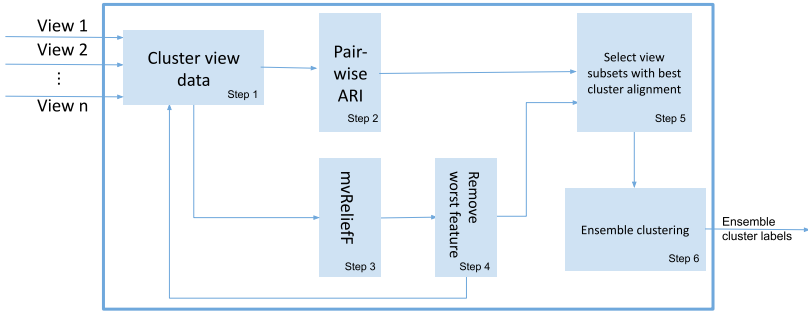 View 1
View 2
⋮
View n
Cluster view
data
Step 1
Pair-
wise
ARI
Step 2
mvReliefF
Step 3
Remove
worst feature
Step 4
Select view
subsets with best
cluster alignment
Step 5
Ensemble clustering
Step 6
Ensemble
cluster labels